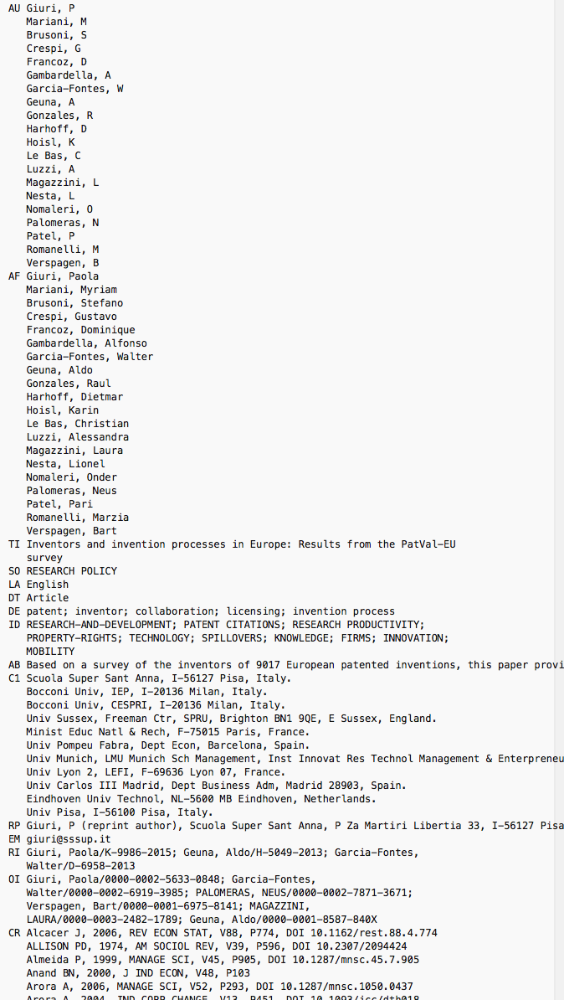 AU Giuri, P
Mariani, M
Brusoni, S
Crespi, G
Francoz, D
Gambardella, A
Garcia-Fontes, W
Geuna, A
Gonzales, R
Harhoff, D
Hoisl, K
Le Bas, C
Luzzi, A
Magazzini, L
Nesta, L
Nomaleri, O
Palomeras, N
Patel, P
Romanelli, M
Verspagen, B
AF Giuri, Paola
Mariani, Myriam
Brusoni, Stefano
Crespi, Gustavo
Francoz, Dominique
Gambardella, Alfonso
Garcia-Fontes, Walter
Geuna, Aldo
Gonzales, Raul
Harhoff, Dietmar
Hoisl, Karin
Le Bas, Christian
Luzzi, Alessandra
Magazzini, Laura
Nesta, Lionel
Nomaleri, Onder
Palomeras, Neus
Patel, Pari
Romanelli, Marzia
Verspagen, Bart
TI Inventors and invention processes in Europe: Results from the PatVal-EU
survey
SO RESEARCH POLICY
LA English
DT Article
DE patent; inventor; collaboration; licensing; invention process
ID RESEARCH-AND-DEVELOPMENT; PATENT CITATIONS; RESEARCH PRODUCTIVITY;
PROPERTY-RIGHTS; TECHNOLOGY; SPILLOVERS; KNOWLEDGE; FIRMS; INNOVATION;
MOBILITY
AB Based on a survey of the inventors of 9017 European patented inventions, this paper provi
C1 Scuola Super Sant Anna, I-56127 Pisa, Italy.
Bocconi Univ, IEP, I-20136 Milan, Italy.
Bocconi Univ, CESPRI, I-20136 Milan, Italy.
Univ Sussex, Freeman Ctr, SPRU, Brighton BN1 9QE, E Sussex, England.
Minist Educ Natl & Rech, F-75015 Paris, France.
Univ Pompeu Fabra, Dept Econ, Barcelona, Spain.
Univ Munich, LMU Munich Sch Management, Inst Innovat Res Technol Management & Enterpreneu
Univ Lyon 2, LEFI, F-69636 Lyon 07, France.
Univ Carlos III Madrid, Dept Business Adm, Madrid 28903, Spain.
Eindhoven Univ Technol, NL-5600 MB Eindhoven, Netherlands.
Univ Pisa, I-56100 Pisa, Italy.
RP Giuri, P (reprint author), Scuola Super Sant Anna, P Za Martiri Libertia 33, I-56127 Pisa
EM giuri@sssup.it
RI Giuri, Paola/K-9986-2015; Geuna, Aldo/H-5049-2013; Garcia-Fontes,
Walter/D-6958-2013
OI Giuri, Paola/0000-0002-5633-0848; Garcia-Fontes,
Walter/0000-0002-6919-3985; PALOMERAS, NEUS/0000-0002-7871-3671;
Verspagen, Bart/0000-0001-6975-8141; MAGAZZINI,
LAURA/0000-0003-2482-1789; Geuna, Aldo/0000-0001-8587-840X
CR Alcacer J, 2006, REV ECON STAT, V88, P774, DOI 10.1162/rest.88.4.774
ALLISON PD, 1974, AM SOCIOL REV, V39, P596, DOI 10.2307/2094424
Almeida P, 1999, MANAGE SCI, V45, P905, DOI 10.1287/mnsc.45.7.905
Anand BN, 2000, J IND ECON, V48, P103
Arora A, 2006, MANAGE SCI, V52, P293, DOI 10.1287/mnsc.1050.0437
Arora A, 2004, IND CORP CHANGE, V13, P451, DOI 10.1093/icc/dth018